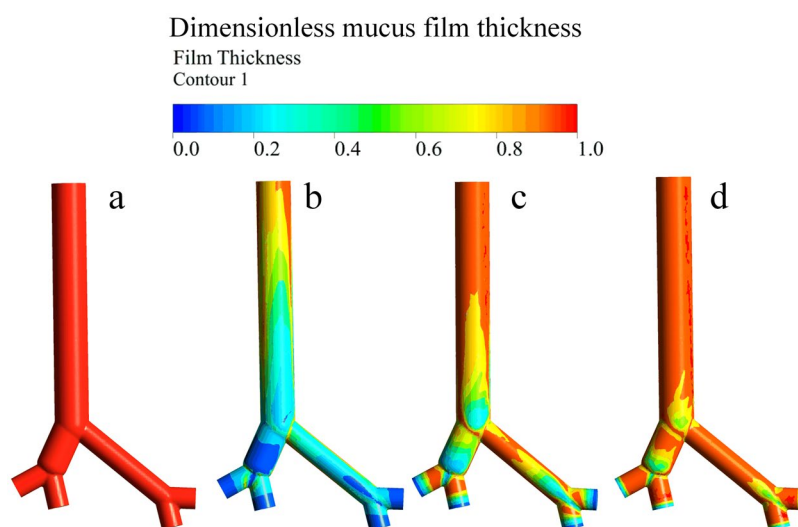 Dimensionless mucus film thickness
Film Thickness
Contour 1
0.0 0.2 0.4 0.6 0.8 1.0
a b c d